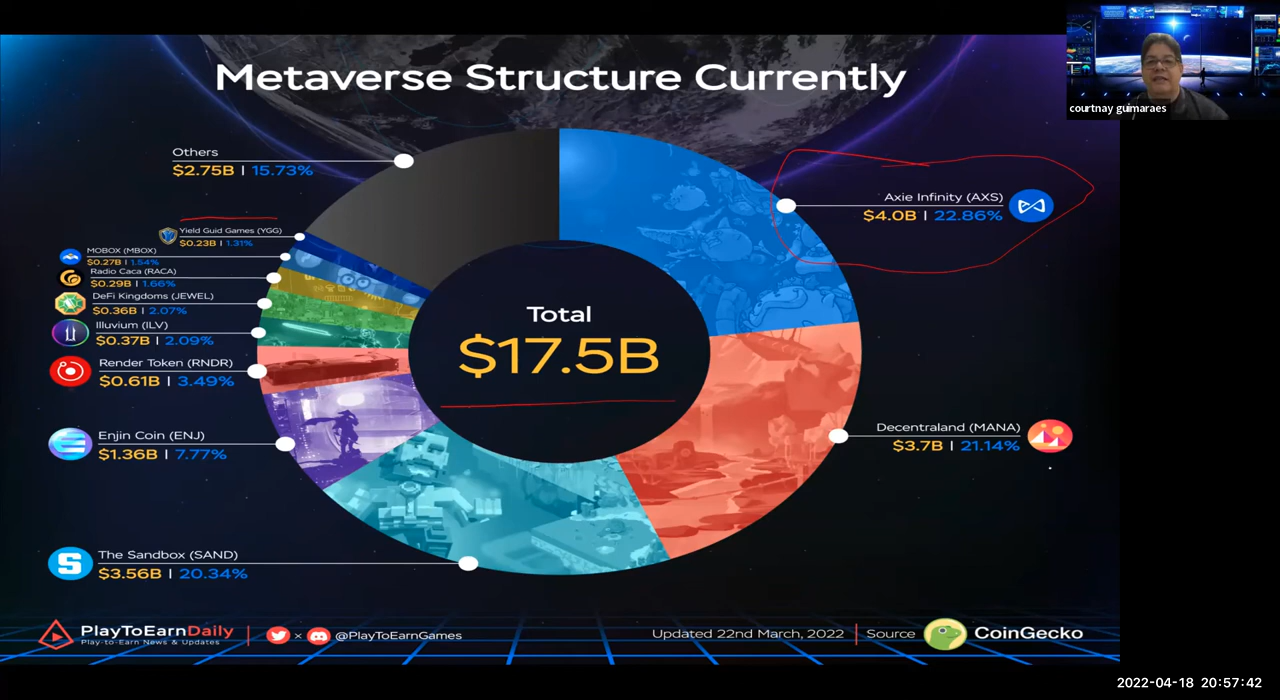 Metaverse Structure Currently
courtnay guimaraes
Others
$2.75B | 15.73%
Yield Guid Games (YGG)
$0.23B | 1.31%
MOBOX (MBOX)
$0.27B | 1.54%
Radio Caca (RACA)
$0.29B | 1.66%
DeFi Kingdoms (JEWEL)
$0.36B | 2.07%
Illuvium (ILV)
$0.37B | 2.09%
Render Token (RNDR)
$0.61B | 3.49%
Enjin Coin (ENJ)
$1.36B | 7.77%
The Sandbox (SAND)
$3.56B | 20.34%
Axie Infinity (AXS)
$4.0B | 22.86%
Decentraland (MANA)
$3.7B | 21.14%
Total
$17.5B
PlayToEarnDaily
Play-to-Earn News & Updates
@PlayToEarnGames
Updated 22nd March, 2022 | Source
CoinGecko
2022-04-18 20:57:42